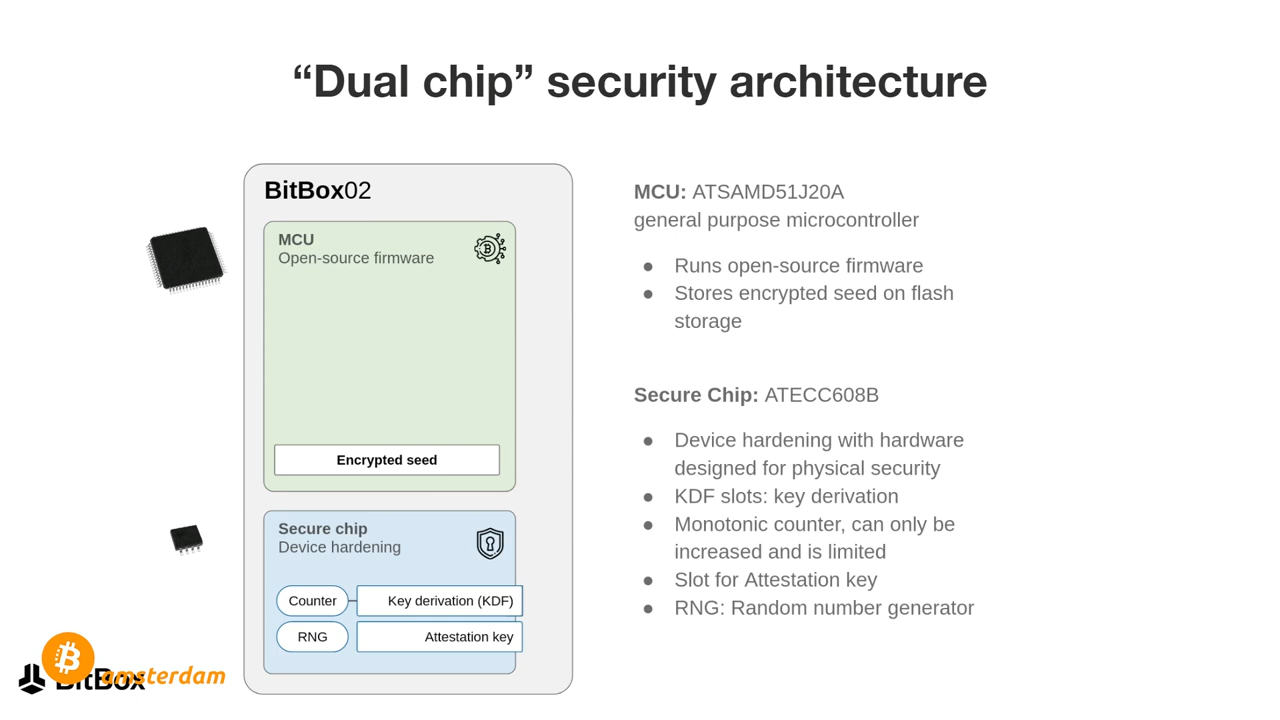 “Dual chip” security architecture
BitBox02
MCU
Open-source firmware
Encrypted seed
Secure chip
Device hardening
Counter
Key derivation (KDF)
RNG
Attestation key
MCU: ATSAMD51J20A
general purpose microcontroller
● Runs open-source firmware
● Stores encrypted seed on flash
storage
Secure Chip: ATECC608B
● Device hardening with hardware
designed for physical security
● KDF slots: key derivation
● Monotonic counter, can only be
increased and is limited
● Slot for Attestation key
● RNG: Random number generator
amsterdam
BitBox